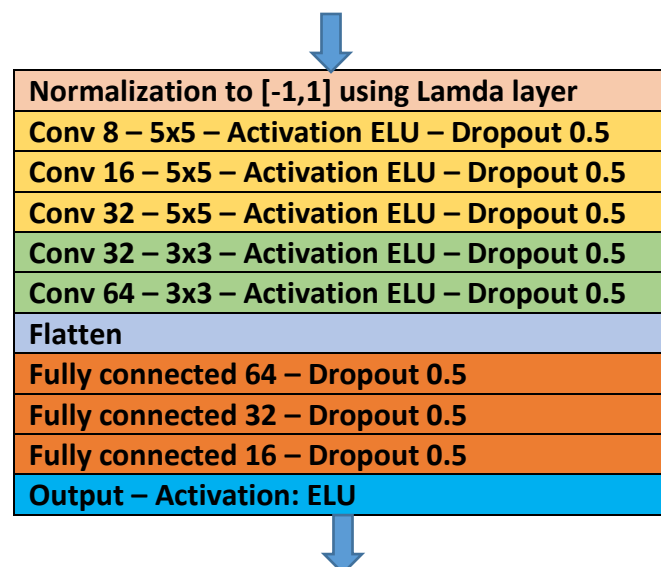 Normalization to [-1,1] using Lamda layer
Conv 8 – 5x5 – Activation ELU – Dropout 0.5
Conv 16 – 5x5 – Activation ELU – Dropout 0.5
Conv 32 – 5x5 – Activation ELU – Dropout 0.5
Conv 32 – 3x3 – Activation ELU – Dropout 0.5
Conv 64 – 3x3 – Activation ELU – Dropout 0.5
Flatten
Fully connected 64 – Dropout 0.5
Fully connected 32 – Dropout 0.5
Fully connected 16 – Dropout 0.5
Output – Activation: ELU